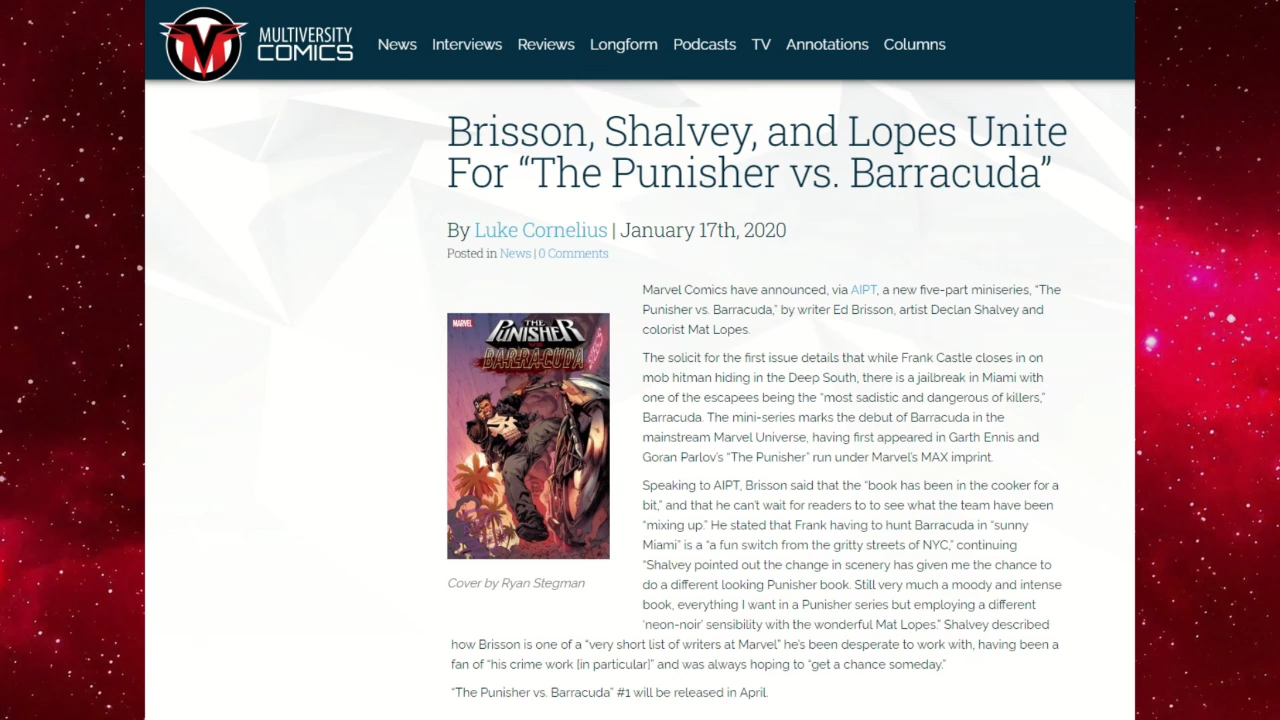 MULTIVERSITY
COMICS
News Interviews Reviews Longform Podcasts TV Annotations Columns
Brisson, Shalvey, and Lopes Unite
For “The Punisher vs. Barracuda”
By Luke Cornelius | January 17th, 2020
Posted in News | 0 Comments
MARVEL
THE
PUNISHER
VS
BARRACUDA
Cover by Ryan Stegman
Marvel Comics have announced, via AIPT, a new five-part miniseries, “The
Punisher vs. Barracuda,” by writer Ed Brisson, artist Declan Shalvey and
colorist Mat Lopes.
The solicit for the first issue details that while Frank Castle closes in on
mob hitman hiding in the Deep South, there is a jailbreak in Miami with
one of the escapees being the “most sadistic and dangerous of killers,”
Barracuda. The mini-series marks the debut of Barracuda in the
mainstream Marvel Universe, having first appeared in Garth Ennis and
Goran Parlov’s “The Punisher” run under Marvel’s MAX imprint.
Speaking to AIPT, Brisson said that the “book has been in the cooker for a
bit,” and that he can’t wait for readers to to see what the team have been
“mixing up.” He stated that Frank having to hunt Barracuda in “sunny
Miami” is a “a fun switch from the gritty streets of NYC,” continuing
“Shalvey pointed out the change in scenery has given me the chance to
do a different looking Punisher book. Still very much a moody and intense
book, everything I want in a Punisher series but employing a different
‘neon-noir’ sensibility with the wonderful Mat Lopes.” Shalvey described
how Brisson is one of a “very short list of writers at Marvel” he’s been desperate to work with, having been a
fan of “his crime work [in particular]” and was always hoping to “get a chance someday.”
“The Punisher vs. Barracuda” #1 will be released in April.